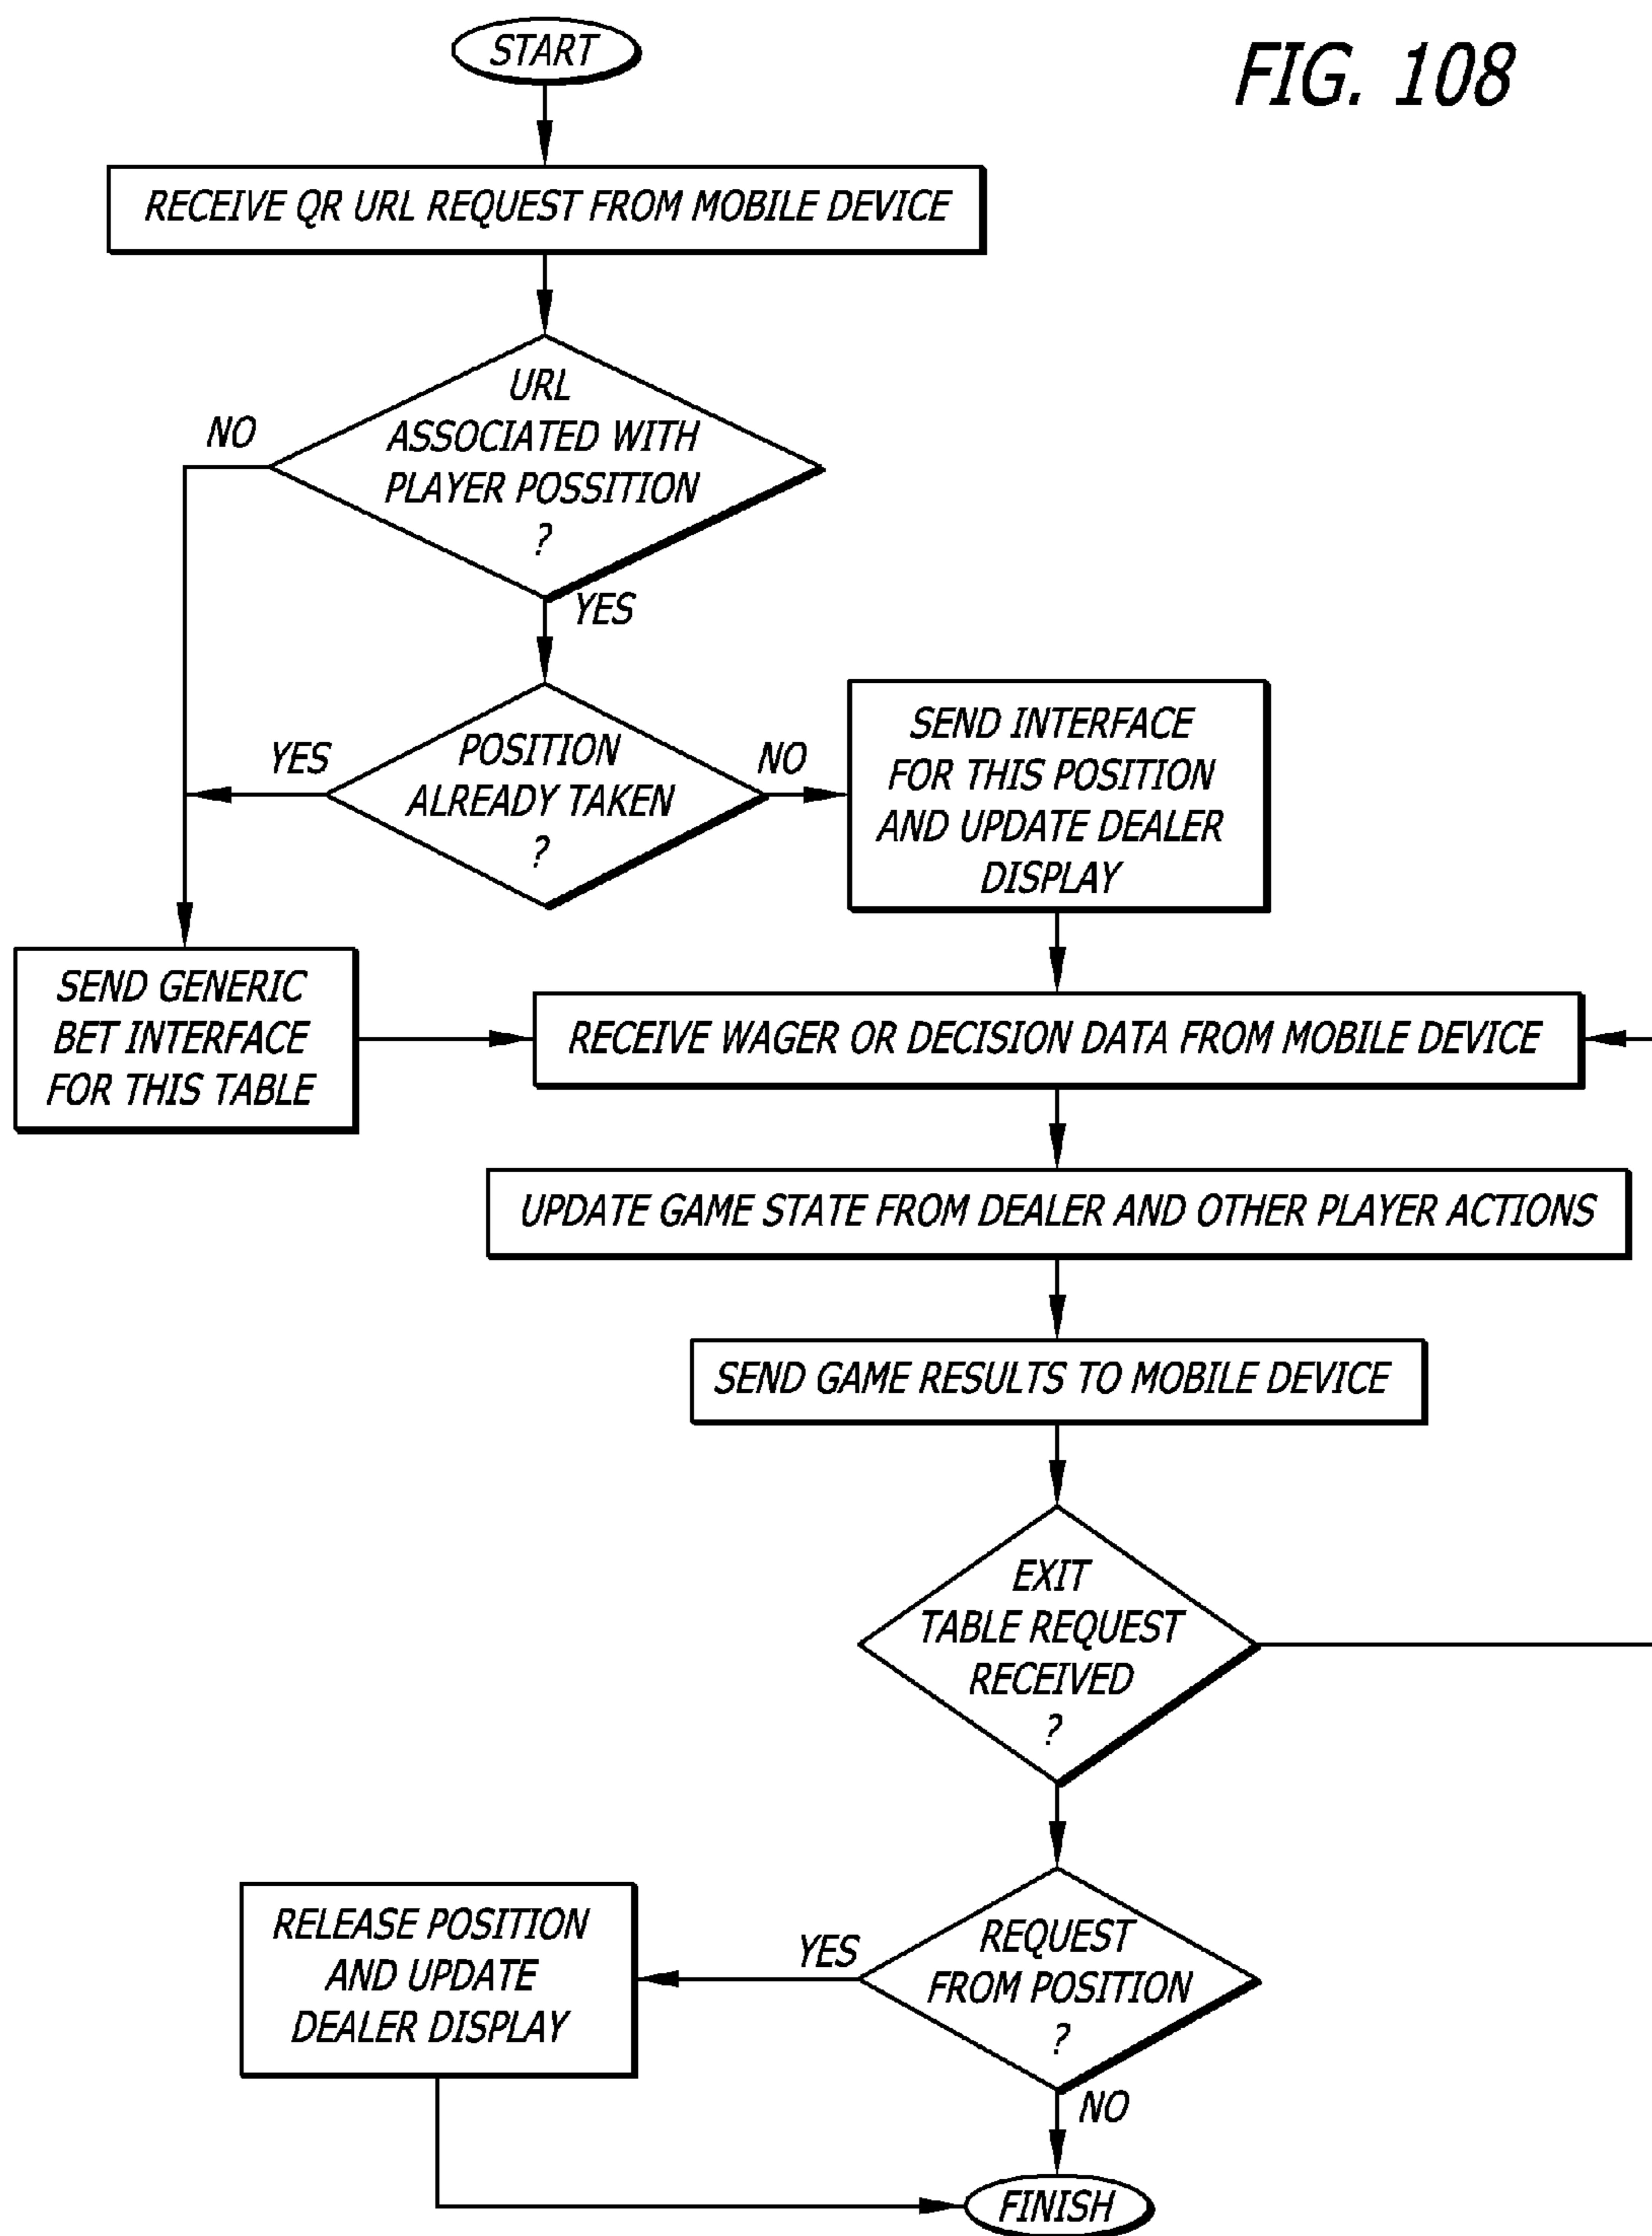 START
FIG. 108
RECEIVE QR URL REQUEST FROM MOBILE DEVICE
URL
ASSOCIATED WITH
PLAYER POSSITION
?
NO
YES
POSITION
ALREADY TAKEN
?
YES
NO
SEND INTERFACE
FOR THIS POSITION
AND UPDATE DEALER
DISPLAY
SEND GENERIC
BET INTERFACE
FOR THIS TABLE
RECEIVE WAGER OR DECISION DATA FROM MOBILE DEVICE
UPDATE GAME STATE FROM DEALER AND OTHER PLAYER ACTIONS
SEND GAME RESULTS TO MOBILE DEVICE
EXIT
TABLE REQUEST
RECEIVED
?
REQUEST
FROM POSITION
?
YES
NO
RELEASE POSITION
AND UPDATE
DEALER DISPLAY
FINISH